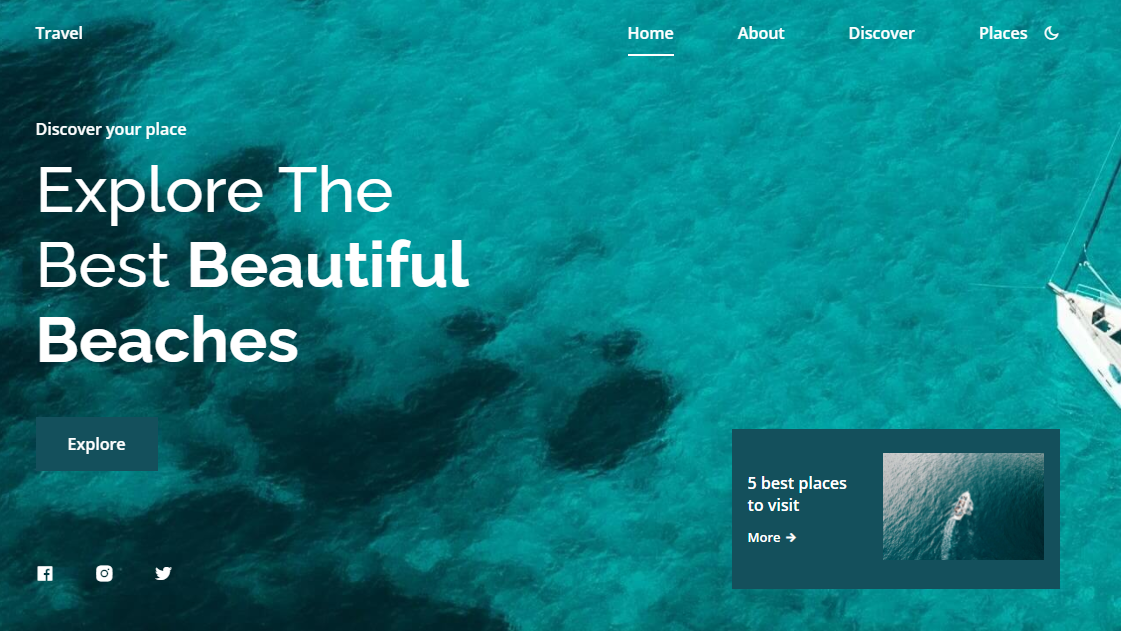 Travel
Home
About
Discover
Places
Discover your place
Explore The
Best Beautiful
Beaches
Explore
5 best places
to visit
More →